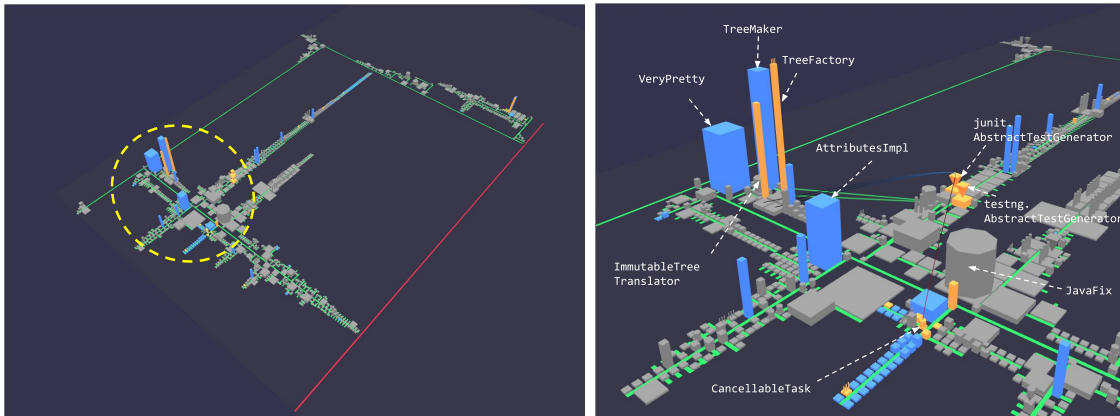 TreeMaker
TreeFactory
VeryPretty
junit.
AbstractTestGenerator
AttributesImpl
testng.
AbstractTestGenerator
ImmutableTree
Translator
JavaFix
CancellableTask